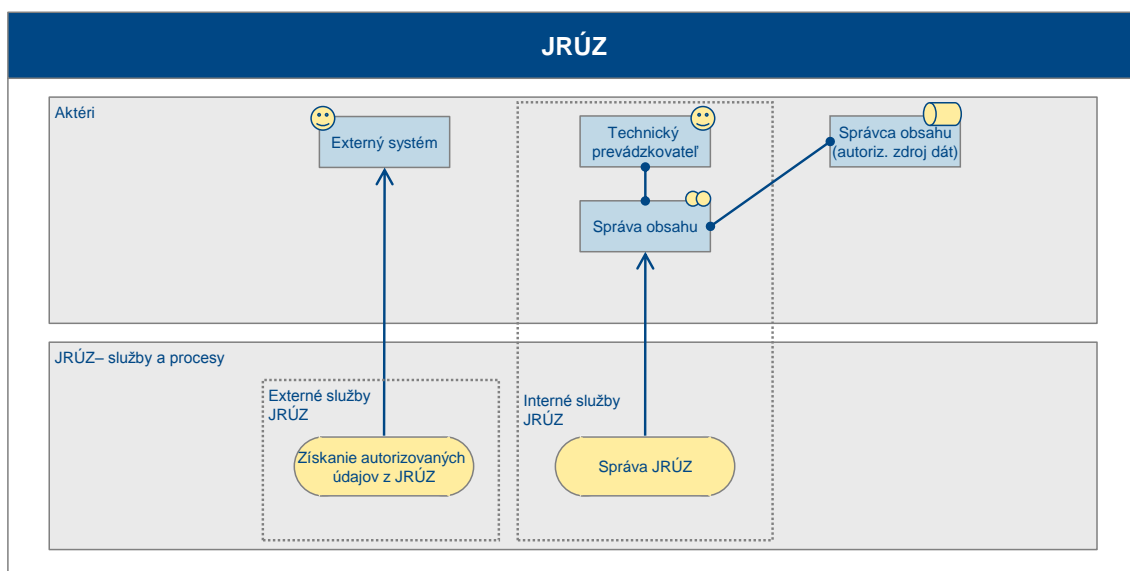 JRÚZ
Aktéri
Externý systém
Technický
prevádzkovateľ
Správca obsahu
(autoriz. zdroj dát)
Správa obsahu
JRÚZ– služby a procesy
Externé služby
JRÚZ
Interné služby
JRÚZ
Získanie autorizovaných
údajov z JRÚZ
Správa JRÚZ